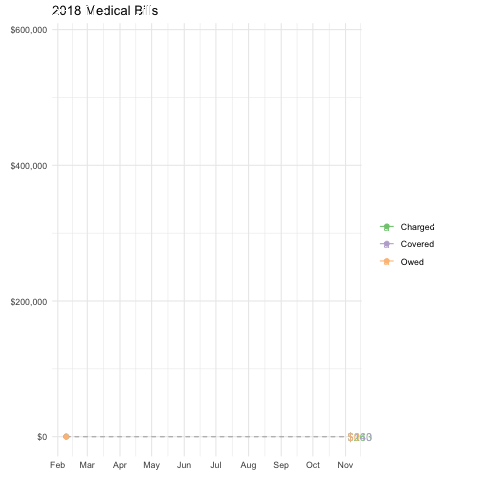 2018 Medical Bills
$600,000
$400,000
$200,000
$0
Feb Mar Apr May Jun Jul Aug Sep Oct Nov
Charged
Covered
Owed